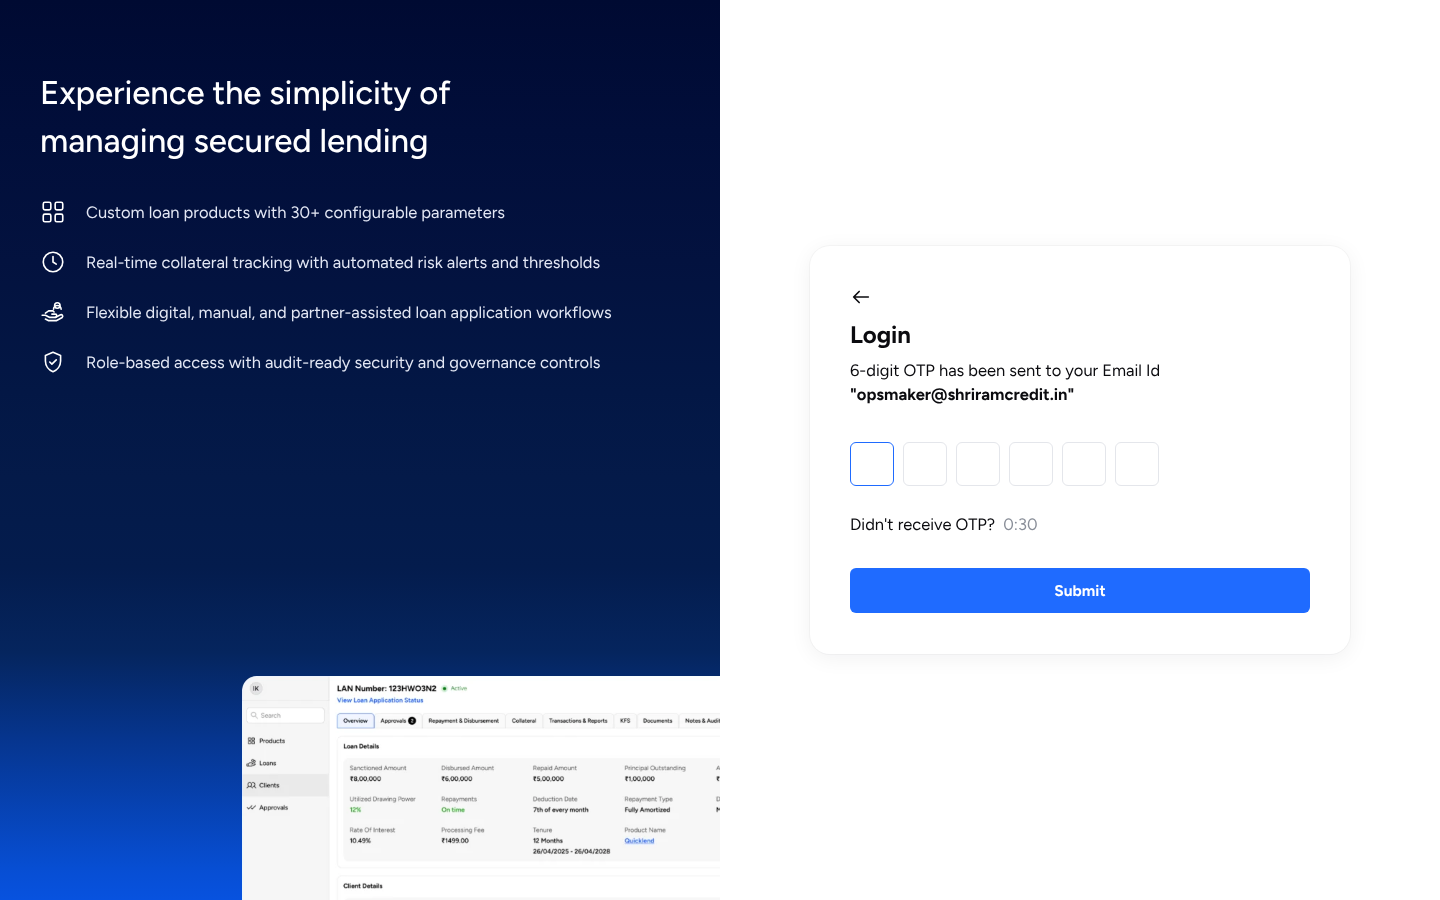 Experience the simplicity of
managing secured lending
Custom loan products with 30+ configurable parameters
Real-time collateral tracking with automated risk alerts and thresholds
Flexible digital, manual, and partner-assisted loan application workflows
Role-based access with audit-ready security and governance controls
IK
Search
Products
Loans
Clients
Approvals
LAN Number: 123HWO3N2 Active
View Loan Application Status
Overview Approvals 2 Repayment & Disbursement Collateral Transactions & Reports KFS Documents Notes & Audit
Loan Details
Sanctioned Amount Disbursed Amount Repaid Amount Principal Outstanding
₹8,00,000 ₹6,00,000 ₹5,00,000 ₹1,00,000
Utilized Drawing Power Repayments Deduction Date Repayment Type
12% On time 7th of every month Fully Amortized
Rate Of Interest Processing Fee Tenure Product Name
10.49% ₹1499.00 12 Months Quicklend
26/04/2025 - 26/04/2028
Client Details
Login
6-digit OTP has been sent to your Email Id
"opsmaker@shriramcredit.in"
Didn't receive OTP? 0:30
Submit